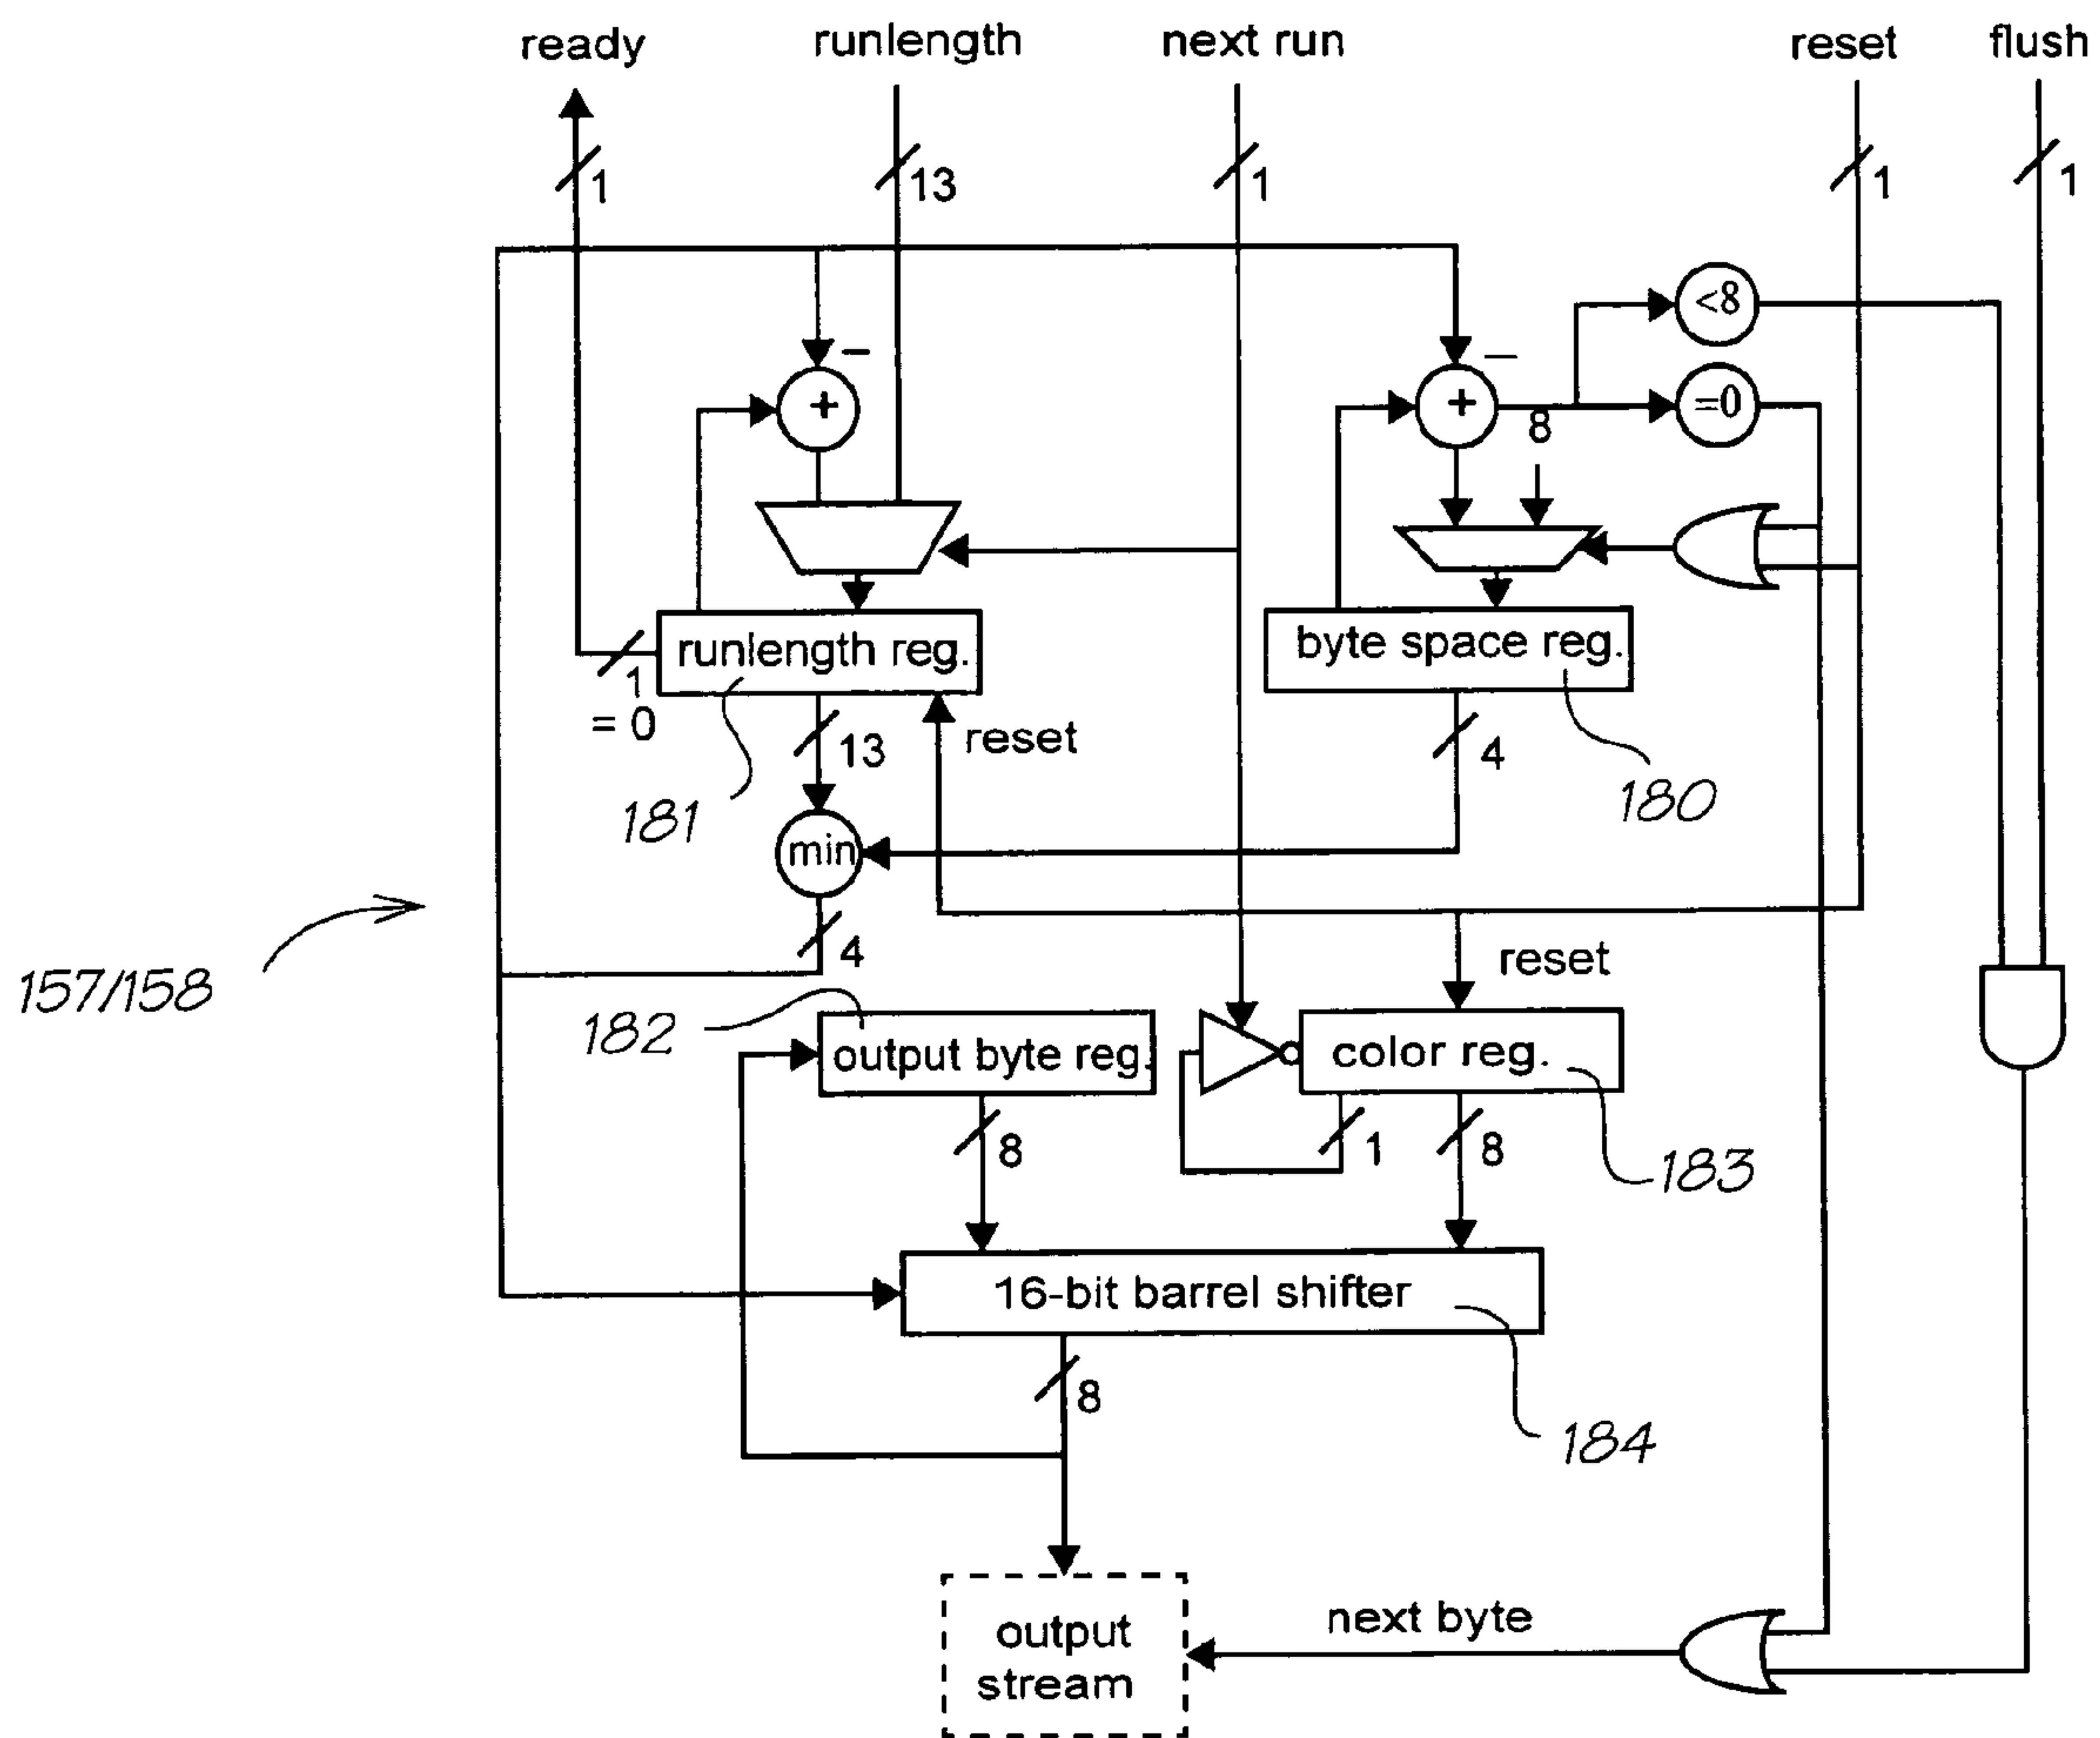 ready
runlength
next run
reset
flush
1
13
1
1
1
<8
–
–
+
+
=0
8
runlength reg.
byte space reg.
1
= 0
13
reset
4
181
180
min
4
reset
157/158
182
output byte reg.
color reg.
8
1
8
183
16-bit barrel shifter
8
184
output
stream
next byte